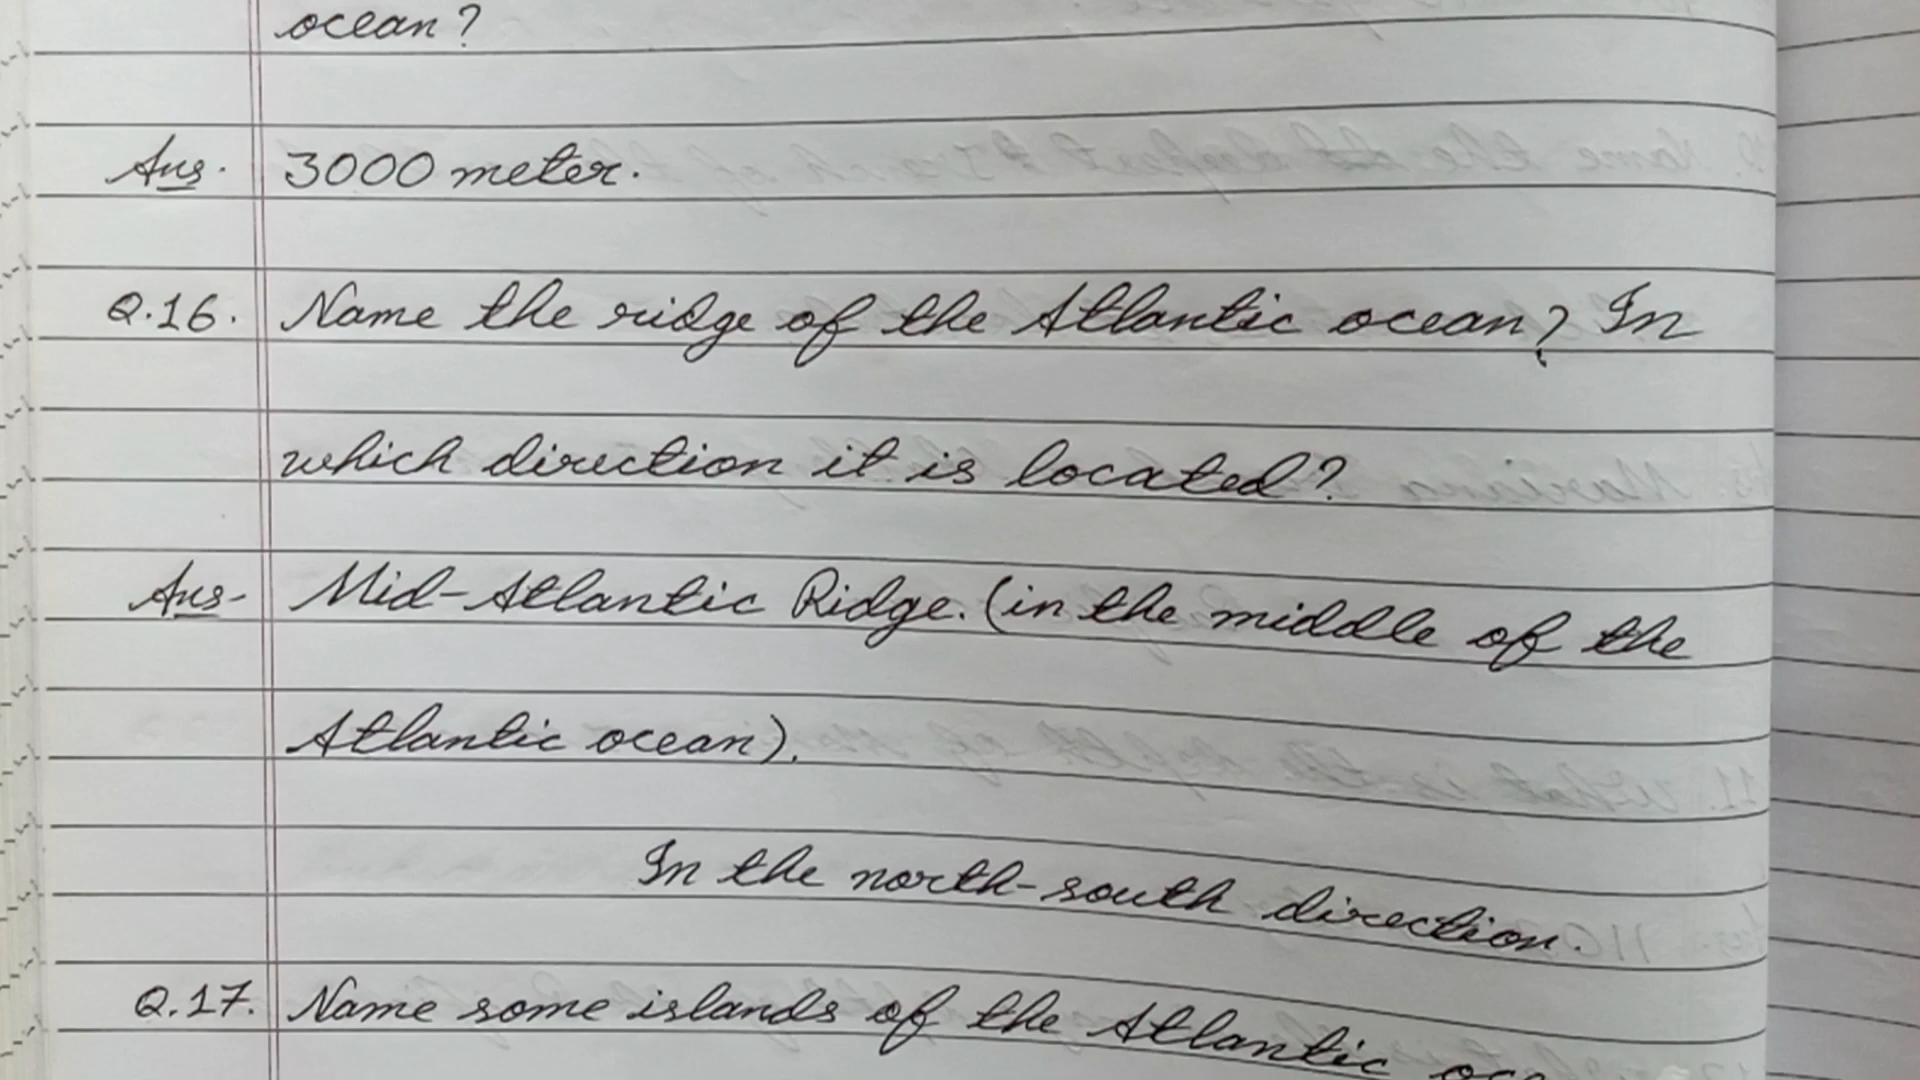 ocean?
Ans. 3000 meter.
Q.16. Name the ridge of the Atlantic ocean? In
which direction it is located?
Ans- Mid-Atlantic Ridge. (in the middle of the
Atlantic ocean).
In the north-south direction.
Q.17. Name some islands of the Atlantic